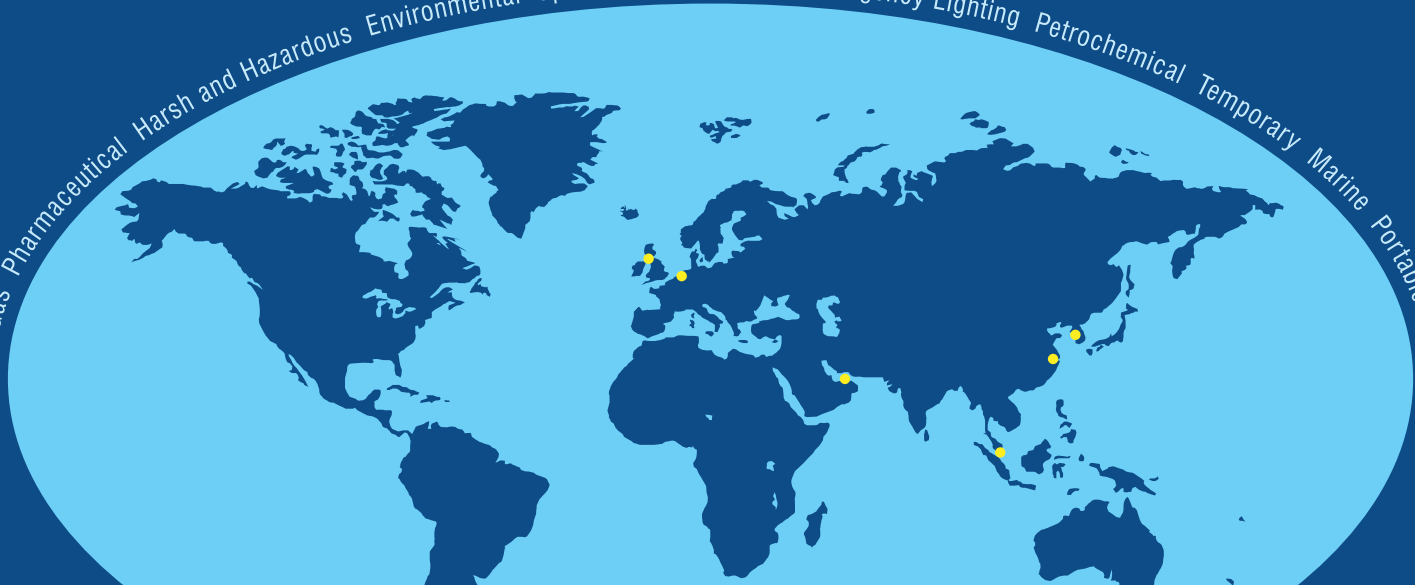 Pharmaceutical Harsh and Hazardous Environmental
Lighting Petrochemical Temporary Marine